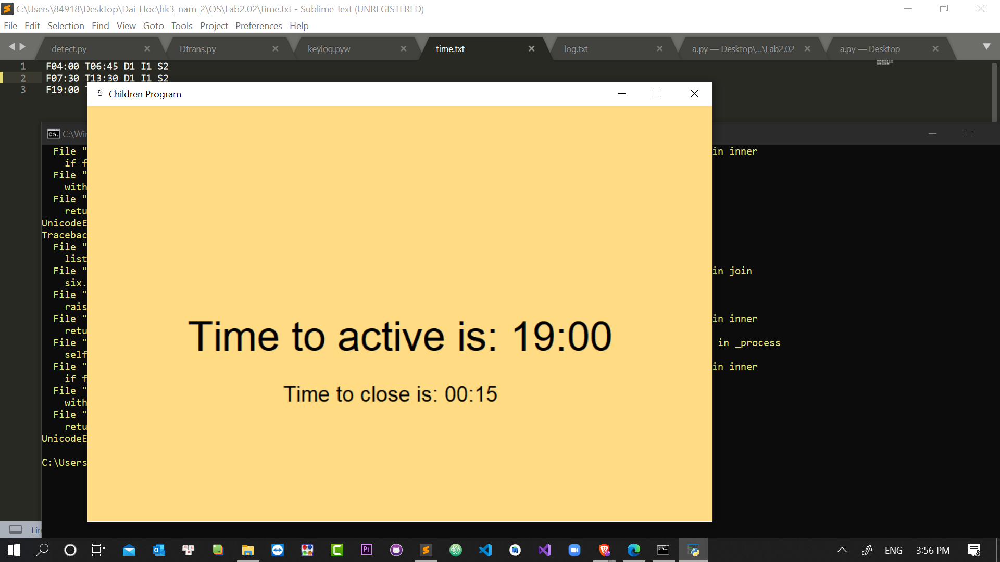 C:\Users\84918\Desktop\Dai_Hoc\hk3_nam_2\OS\Lab2.02\time.txt - Sublime Text (UNREGISTERED)
File Edit Selection Find View Goto Tools Project Preferences Help
detect.py Dtrans.py keylog.pyw time.txt log.txt a.py — Desktop\...\Lab2.02 a.py — Desktop
1 F04:00 T06:45 D1 I1 S2
2 F07:30 T13:30 D1 I1 S2
3 F19:00
Children Program
C:\Win
File " in inner
if f
File "
with
File "
retu
UnicodeE
Tracebac
File "
list
File " in join
six.
File "
rais
File " in inner
retu
File " in _process
self
File " in inner
if f
File "
with
File "
retu
UnicodeE
C:\Users
Time to active is: 19:00
Time to close is: 00:15
Lin
ENG 3:56 PM